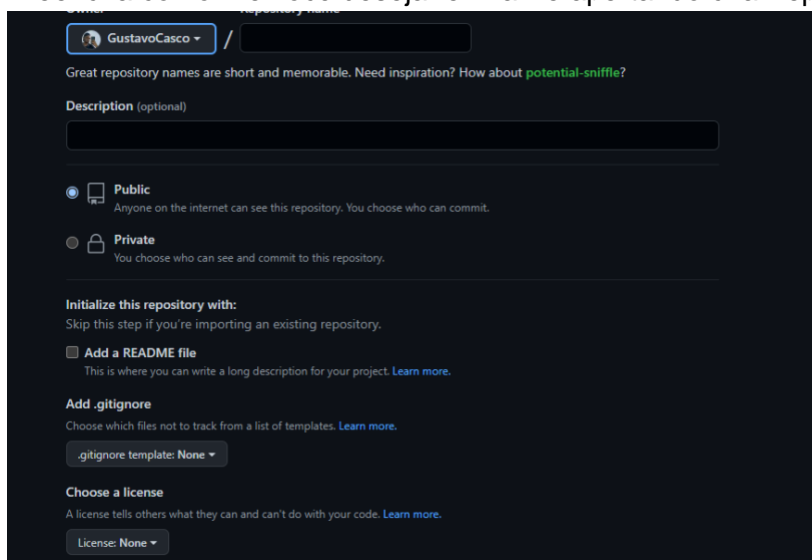 GustavoCasco /
Great repository names are short and memorable. Need inspiration? How about potential-sniffle?
Description (optional)
Public
Anyone on the internet can see this repository. You choose who can commit.
Private
You choose who can see and commit to this repository.
Initialize this repository with:
Skip this step if you're importing an existing repository.
Add a README file
This is where you can write a long description for your project. Learn more.
Add .gitignore
Choose which files not to track from a list of templates. Learn more.
.gitignore template: None
Choose a license
A license tells others what they can and can't do with your code. Learn more.
License: None